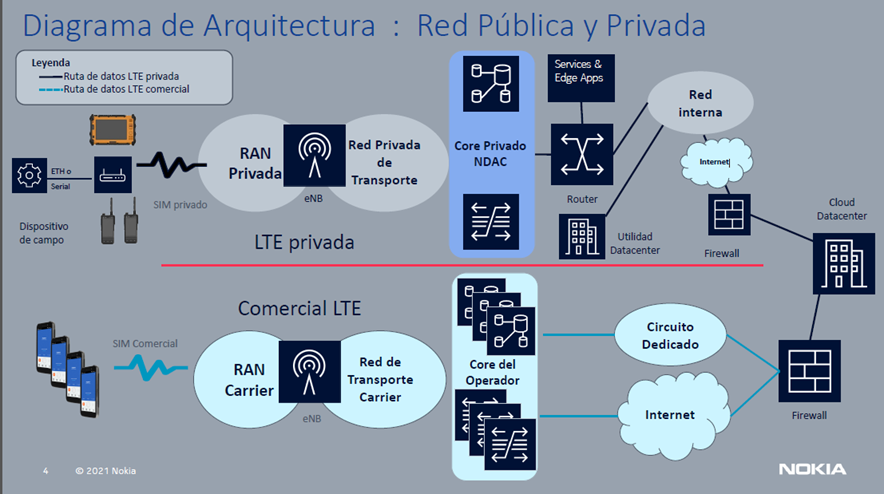 Diagrama de Arquitectura : Red Pública y Privada
Leyenda
Ruta de datos LTE privada
Ruta de datos LTE comercial
Services &
Edge Apps
Red
interna
RAN
Privada
eNB
Red Privada
de
Transporte
Core Privado
NDAC
Internet
ETH o
Serial
SIM privado
Router
Cloud
Datacenter
Dispositivo
de campo
LTE privada
Utilidad
Datacenter
Firewall
Comercial LTE
SIM Comercial
RAN
Carrier
eNB
Red de
Transporte
Carrier
Core del
Operador
Circuito
Dedicado
Internet
Firewall
4
© 2021 Nokia
NOKIA